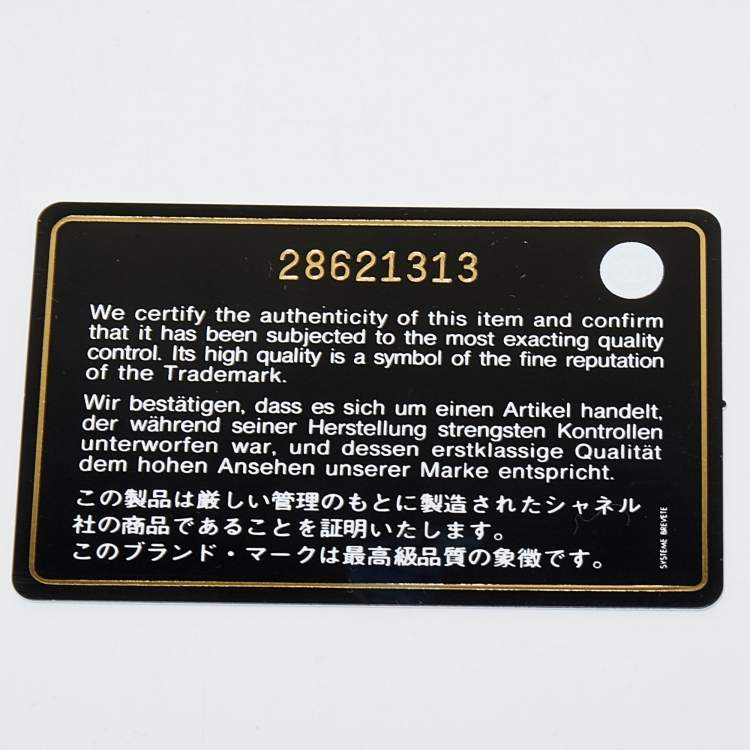 28621313
We certify the authenticity of this item and confirm
that it has been subjected to the most exacting quality
control. Its high quality is a symbol of the fine reputation
of the Trademark.
Wir bestätigen, dass es sich um einen Artikel handelt,
der während seiner Herstellung strengsten Kontrollen
unterworfen war, und dessen erstklassige Qualität
dem hohen Ansehen unserer Marke entspricht.
この製品は厳しい管理のもとに製造されたシャネル
社の商品であることを証明いたします。
このブランド・マークは最高級品質の象徴です。
SYSTEME BREVETE